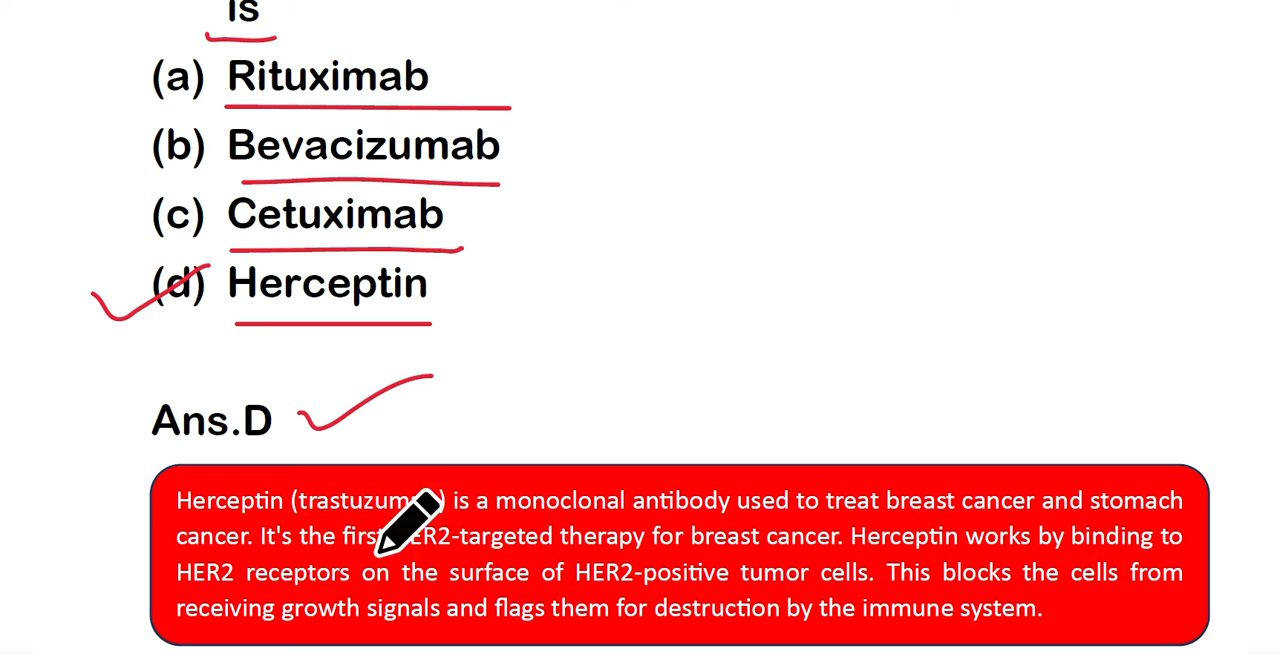 is
(a) Rituximab
(b) Bevacizumab
(c) Cetuximab
(d) Herceptin
Ans.D
Herceptin (trastuzum ) is a monoclonal antibody used to treat breast cancer and stomach
cancer. It's the first ER2-targeted therapy for breast cancer. Herceptin works by binding to
HER2 receptors on the surface of HER2-positive tumor cells. This blocks the cells from
receiving growth signals and flags them for destruction by the immune system.